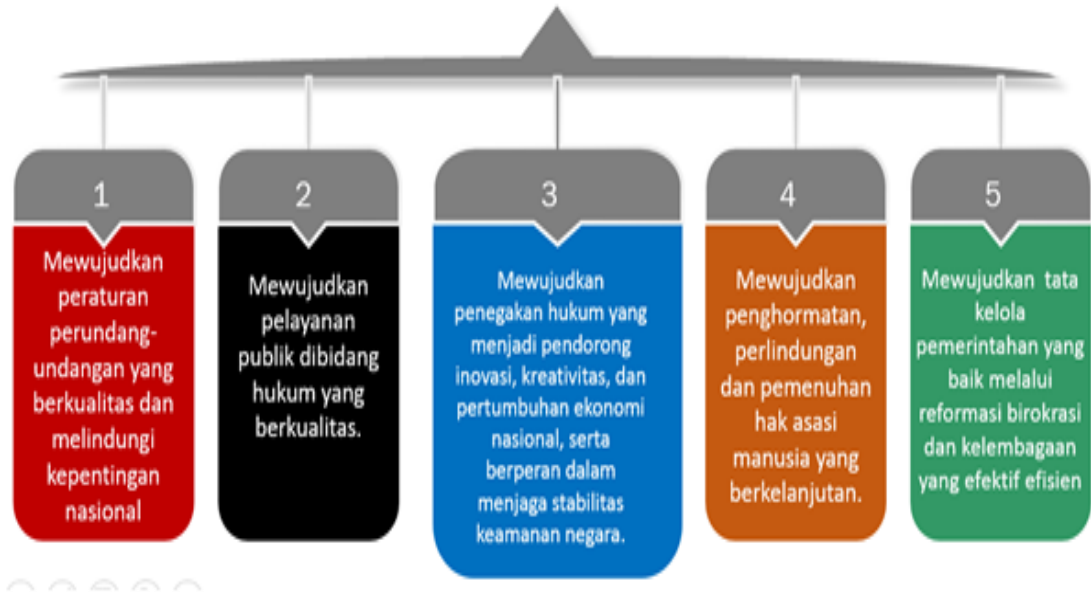 1
Mewujudkan
peraturan
perundang-
undangan yang
berkualitas dan
melindungi
kepentingan
nasional
2
Mewujudkan
pelayanan
publik dibidang
hukum yang
berkualitas.
3
Mewujudkan
penegakan hukum yang
menjadi pendorong
inovasi, kreativitas, dan
pertumbuhan ekonomi
nasional, serta
berperan dalam
menjaga stabilitas
keamanan negara.
4
Mewujudkan
penghormatan,
perlindungan
dan pemenuhan
hak asasi
manusia yang
berkelanjutan.
5
Mewujudkan tata
kelola
pemerintahan yang
baik melalui
reformasi birokrasi
dan kelembagaan
yang efektif efisien